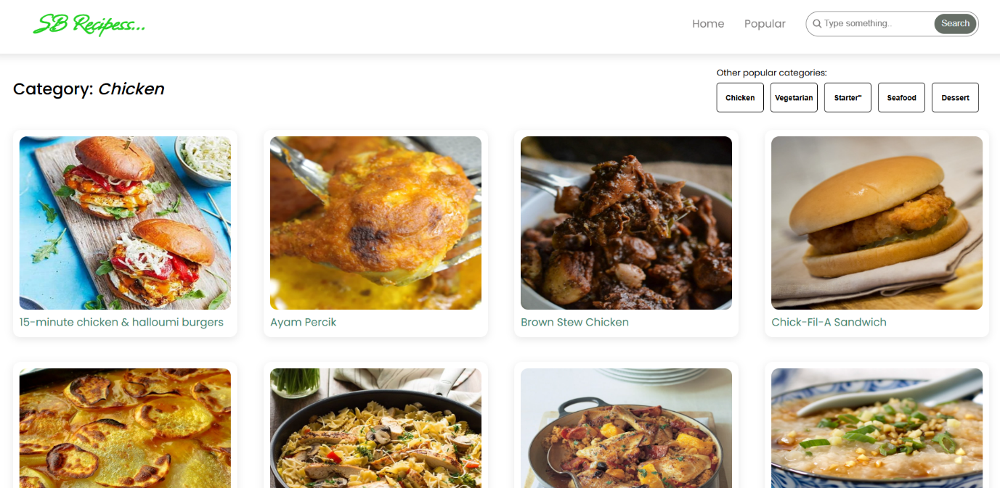 SB Recipess...
Home
Popular
Type something..
Search
Category: Chicken
Other popular categories:
Chicken
Vegetarian
Starter"
Seafood
Dessert
15-minute chicken & halloumi burgers
Ayam Percik
Brown Stew Chicken
Chick-Fil-A Sandwich